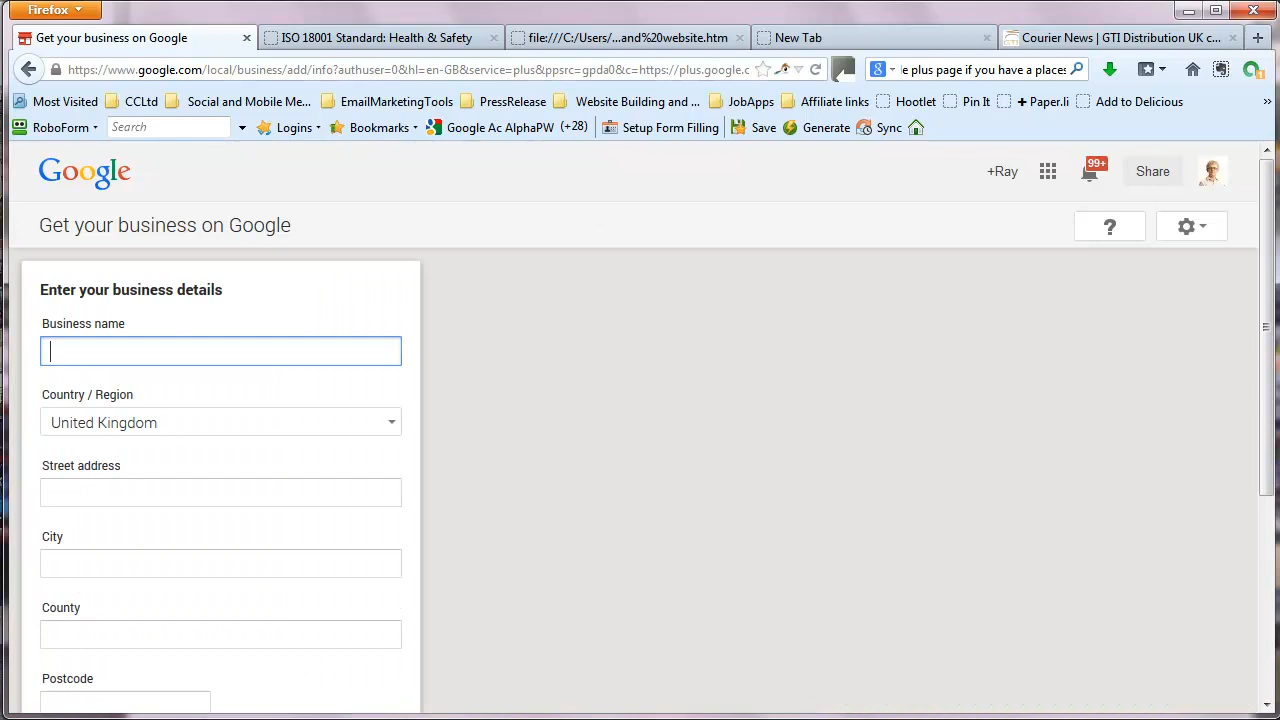 Firefox
Get your business on Google
ISO 18001 Standard: Health & Safety
file:///C:/Users/...and%20website.htm
New Tab
Courier News | GTI Distribution UK c...
https://www.google.com/local/business/add/info?authuser=0&hl=en-GB&service=plus&ppsrc=gpda0&c=https://plus.google.c
e plus page if you have a places
Most Visited
CCLtd
Social and Mobile Me...
EmailMarketingTools
PressRelease
Website Building and ...
JobApps
Affiliate links
Hootlet
Pin It
+ Paper.li
Add to Delicious
»
RoboForm
Search
Logins
Bookmarks
Google Ac AlphaPW (+28)
Setup Form Filling
Save
Generate
Sync
Google
+Ray
99+
Share
Get your business on Google
?
Enter your business details
Business name
Country / Region
United Kingdom
Street address
City
County
Postcode